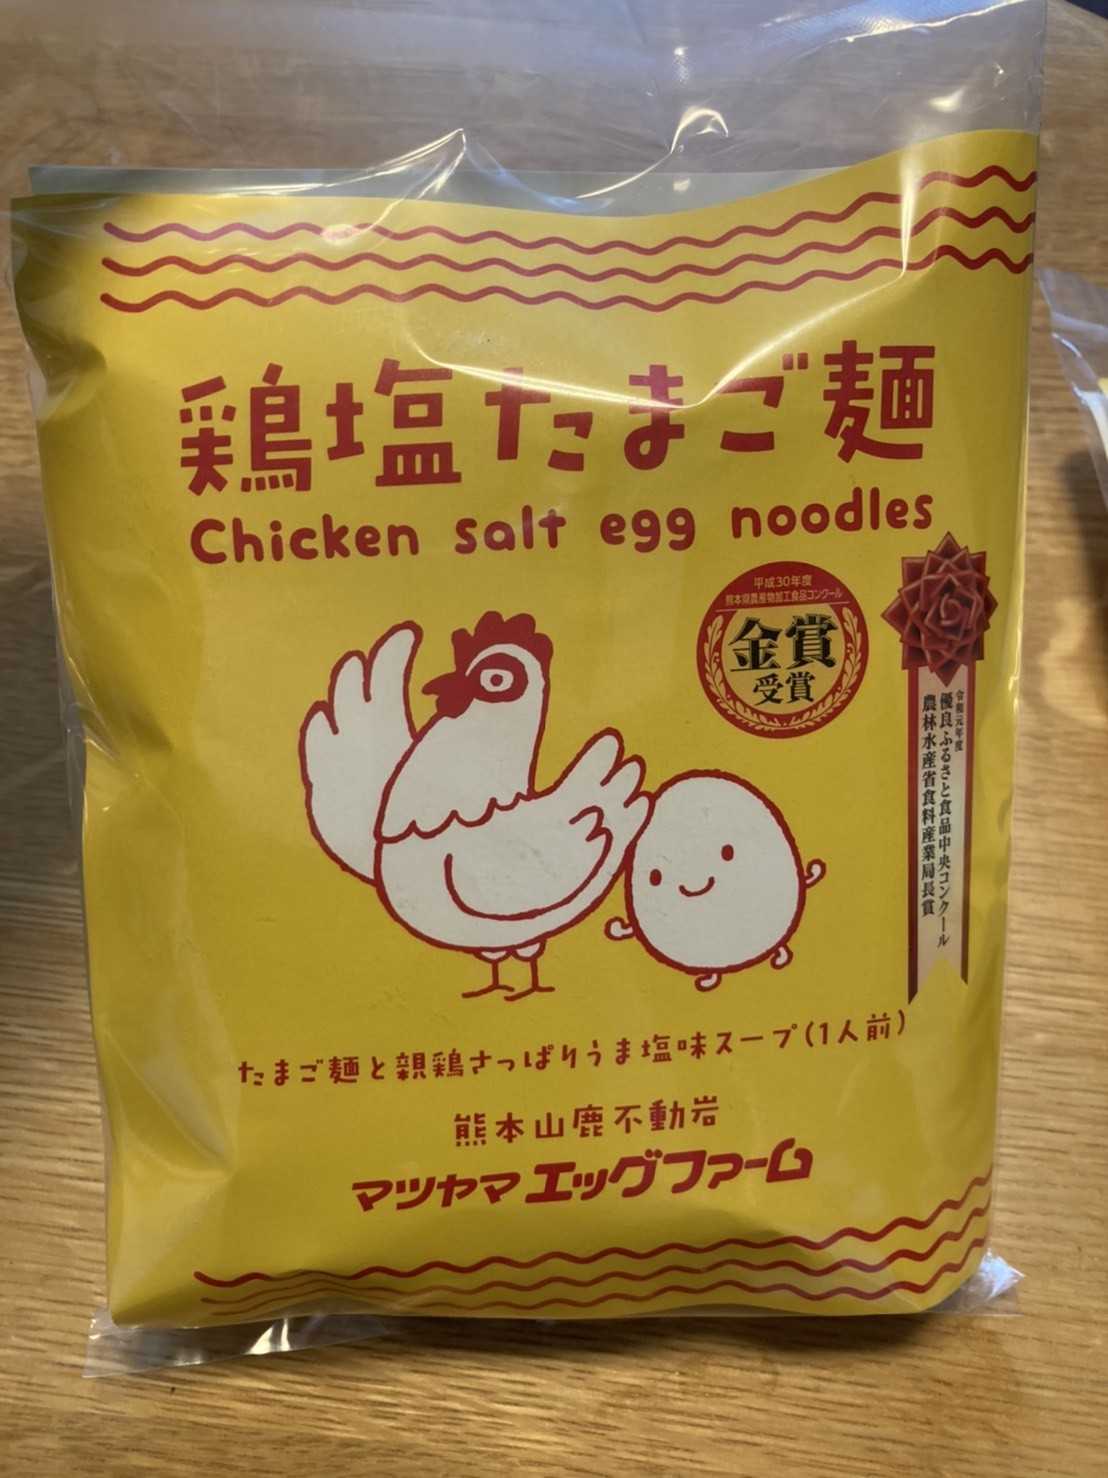 鶏塩たまご麺
Chicken salt egg noodles
平成30年度
熊本県農産物加工食品コンクール
金賞
受賞
令和元年度
優良ふるさと食品中央コンクール
農林水産省食料産業局長賞
たまご麺と親鶏さっぱりうま塩味スープ(1人前)
熊本山鹿不動岩
マツヤマエッグファーム